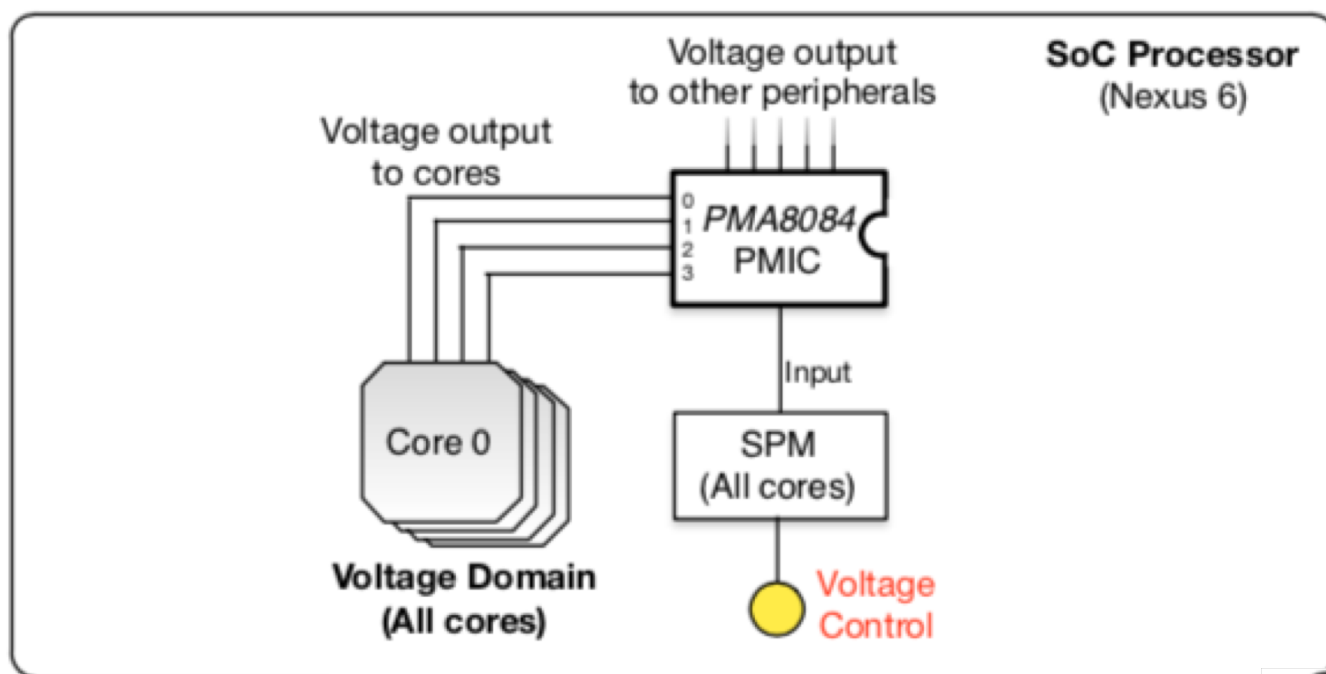 Voltage output
to other peripherals
SoC Processor
(Nexus 6)
Voltage output
to cores
0
1
2
3
PMA8084
PMIC
Input
Core 0
SPM
(All cores)
Voltage Domain
(All cores)
Voltage
Control